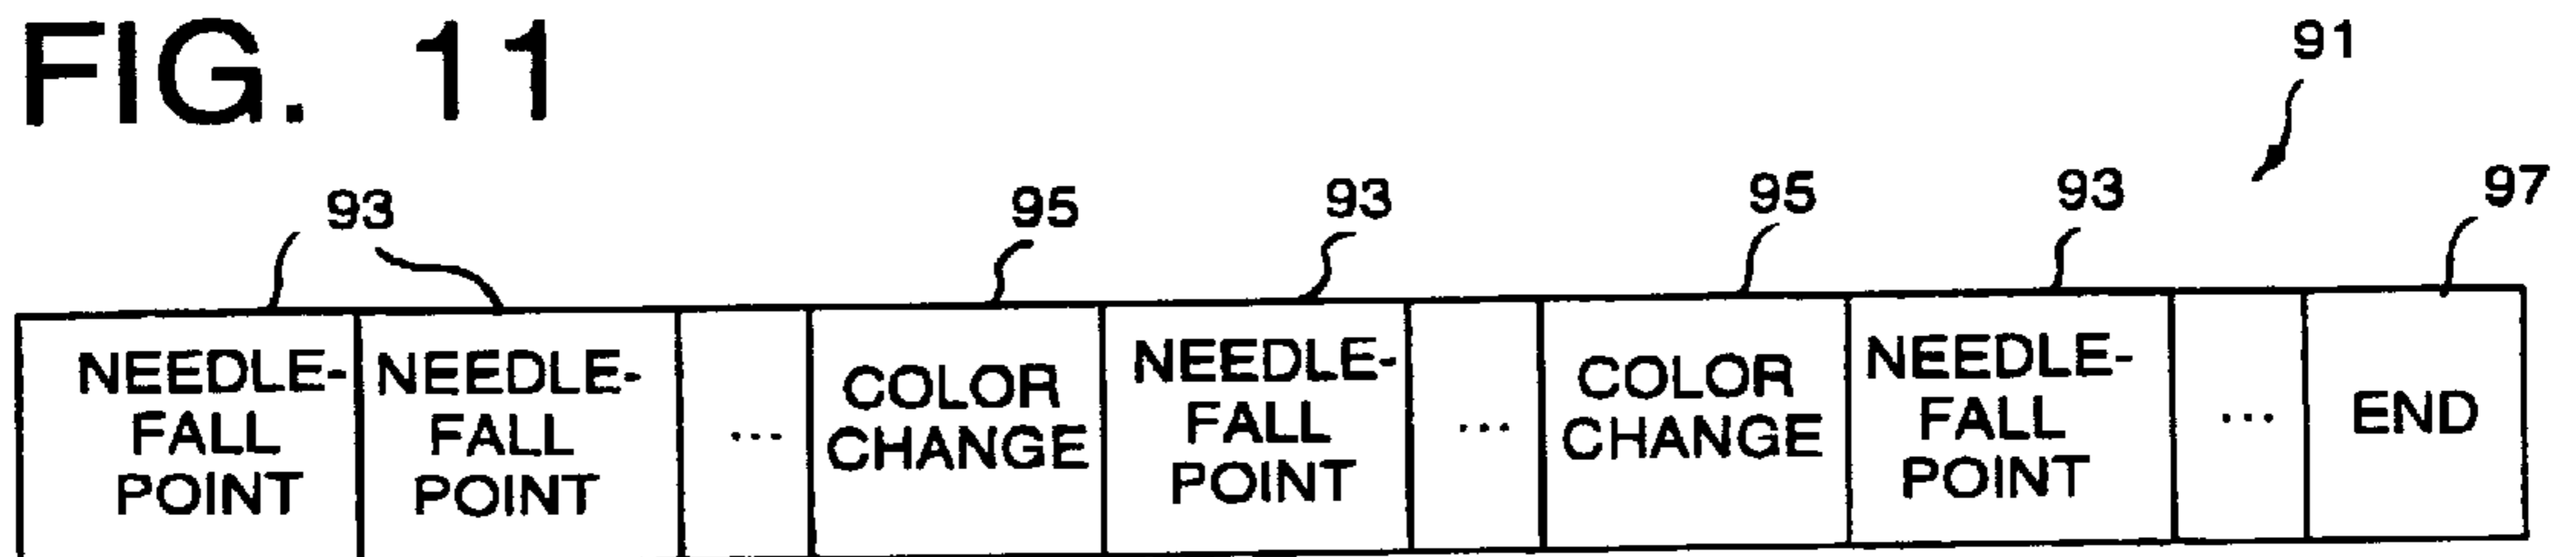 FIG. 11
91
93
95
93
95
93
97
NEEDLE-
FALL
POINT
NEEDLE-
FALL
POINT
...
COLOR
CHANGE
NEEDLE-
FALL
POINT
...
COLOR
CHANGE
NEEDLE-
FALL
POINT
...
END